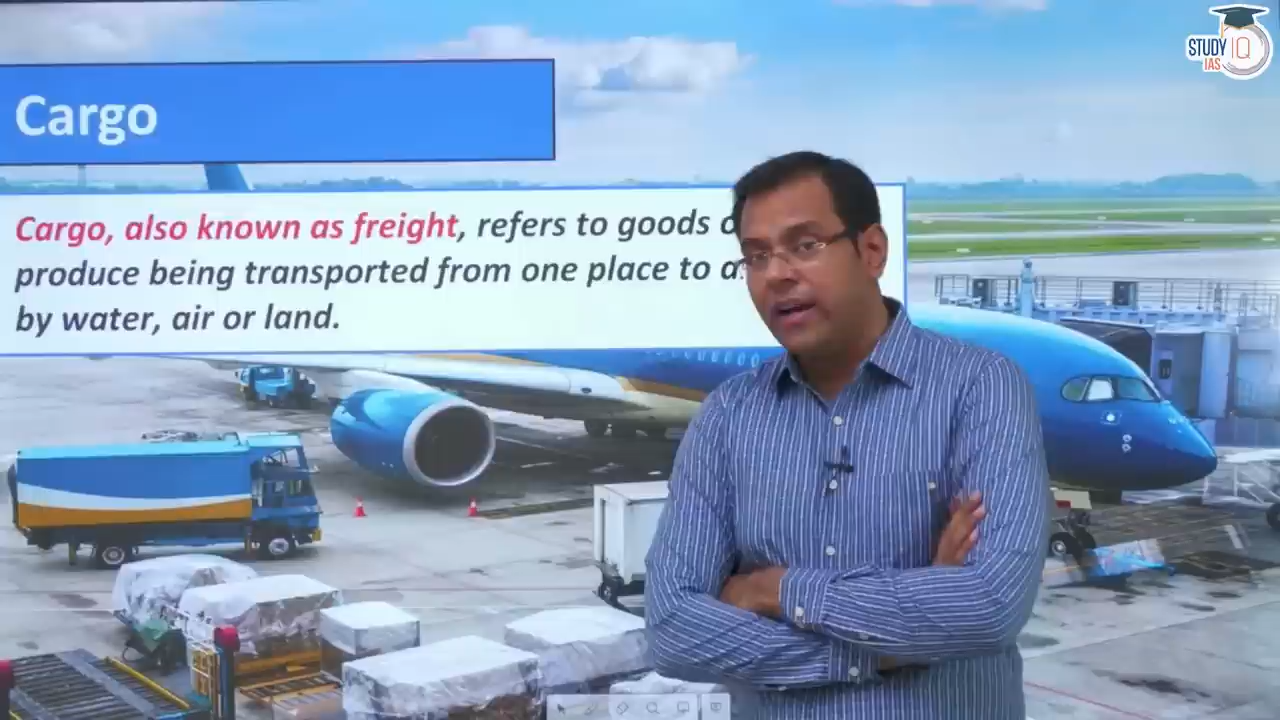 STUDY IQ
IAS
Cargo
Cargo, also known as freight, refers to goods
produce being transported from one place to
by water, air or land.